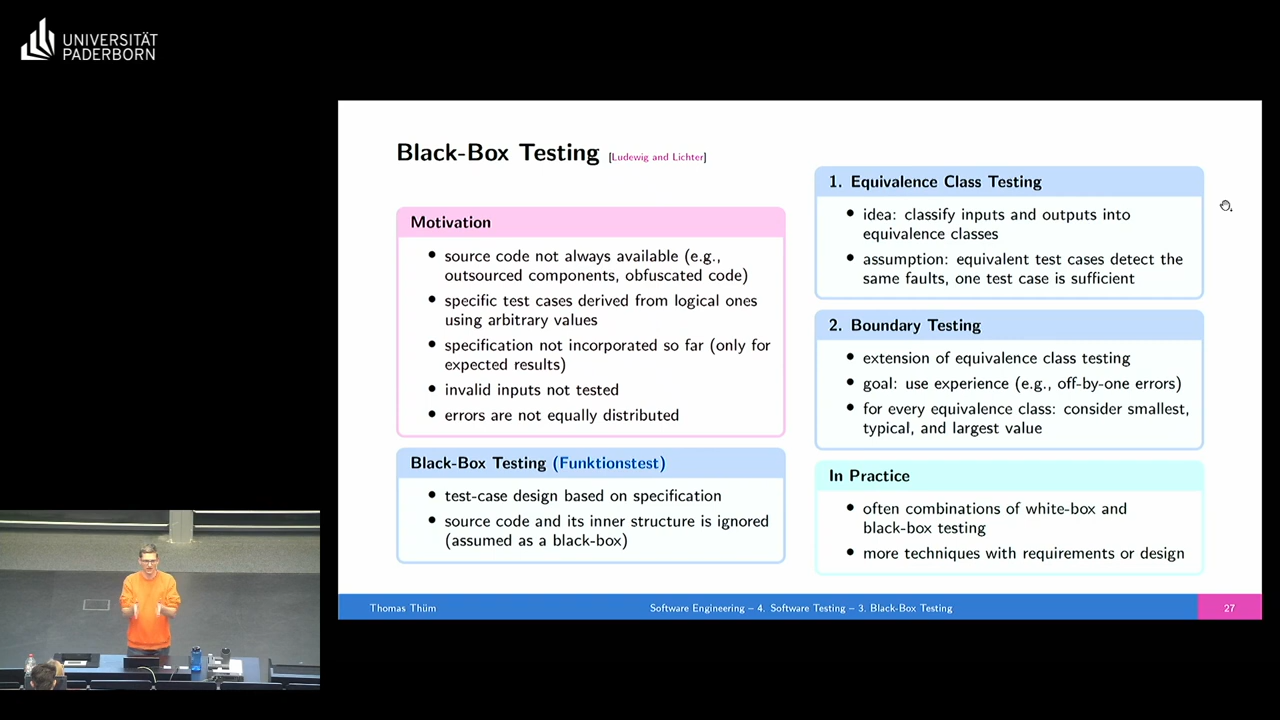 UNIVERSITÄT
PADERBORN
Black-Box Testing [Ludewig and Lichter]
Motivation
• source code not always available (e.g.,
outsourced components, obfuscated code)
• specific test cases derived from logical ones
using arbitrary values
• specification not incorporated so far (only for
expected results)
• invalid inputs not tested
• errors are not equally distributed
Black-Box Testing (Funktionstest)
• test-case design based on specification
• source code and its inner structure is ignored
(assumed as a black-box)
1. Equivalence Class Testing
• idea: classify inputs and outputs into
equivalence classes
• assumption: equivalent test cases detect the
same faults, one test case is sufficient
2. Boundary Testing
• extension of equivalence class testing
• goal: use experience (e.g., off-by-one errors)
• for every equivalence class: consider smallest,
typical, and largest value
In Practice
• often combinations of white-box and
black-box testing
• more techniques with requirements or design
Thomas Thüm
Software Engineering – 4. Software Testing – 3. Black-Box Testing
27